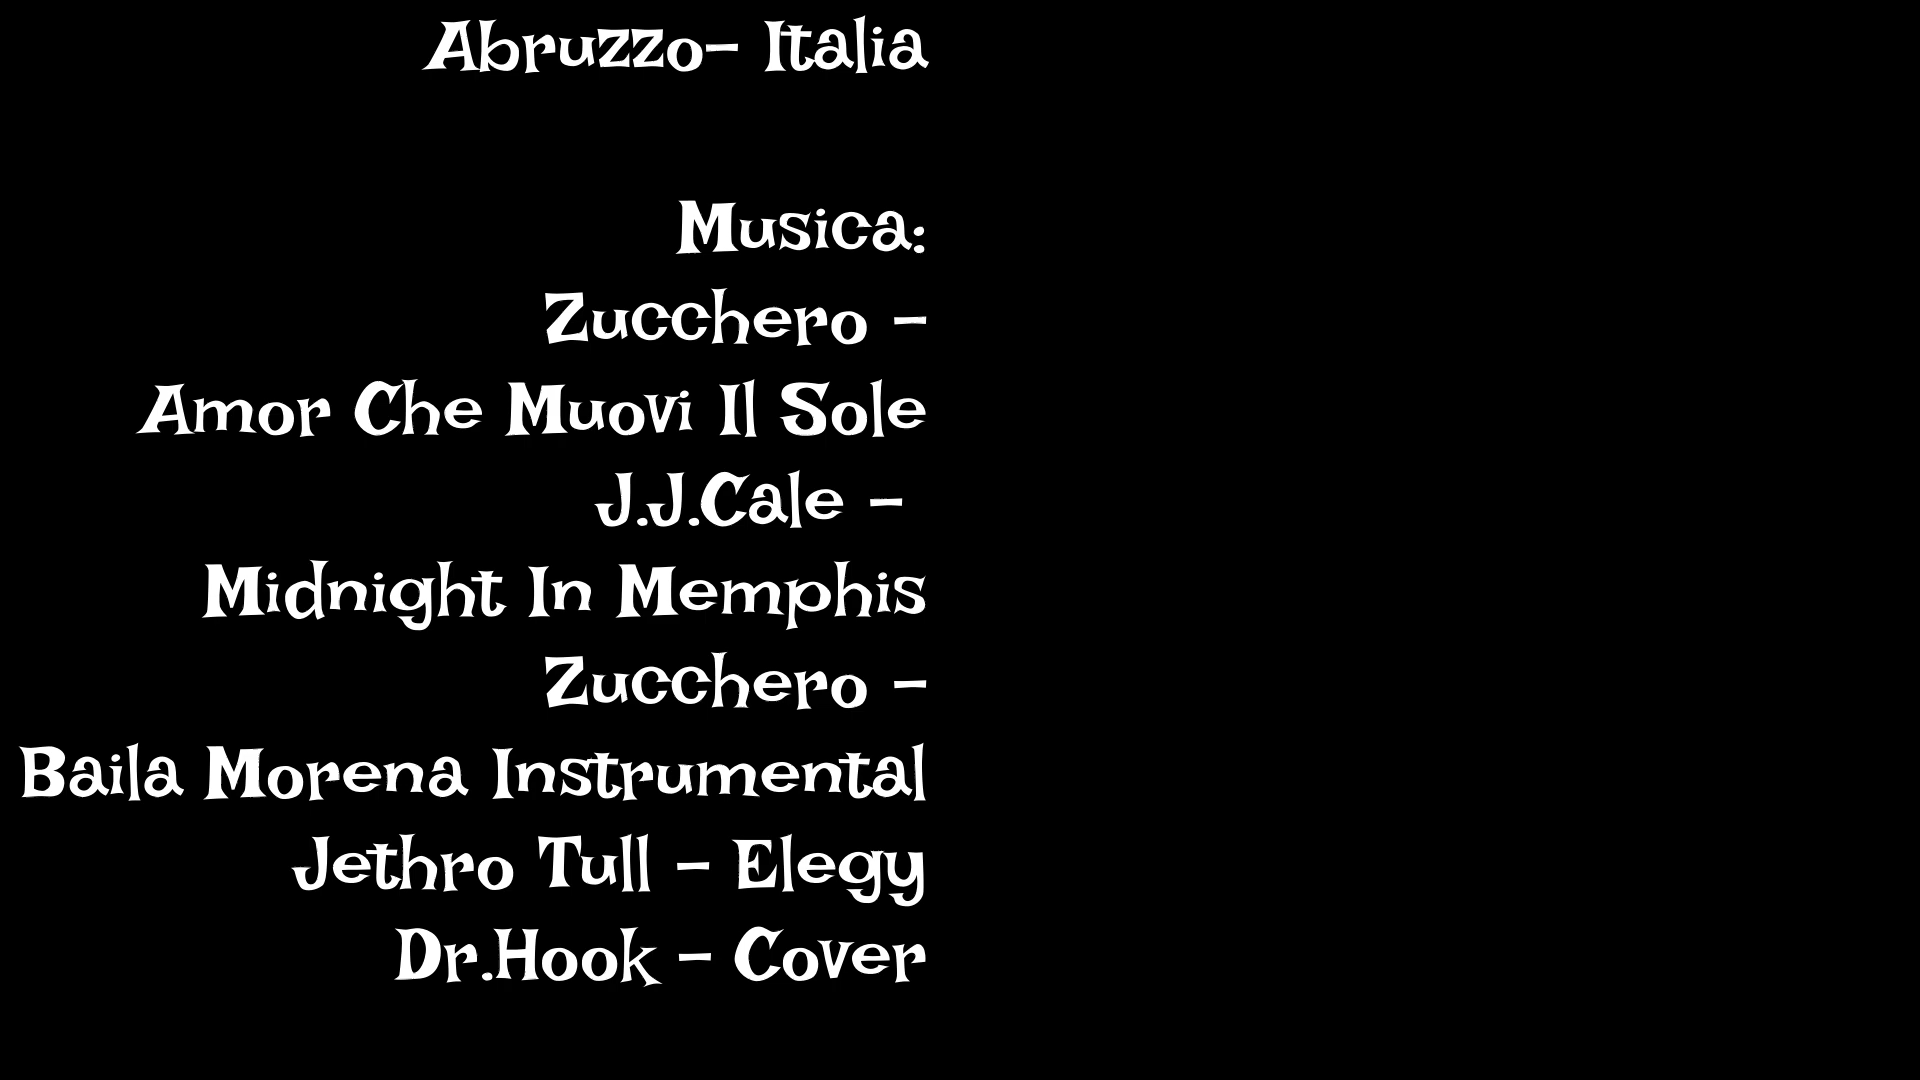 Abruzzo- Italia
Musica:
Zucchero -
Amor Che Muovi Il Sole
J.J.Cale -
Midnight In Memphis
Zucchero -
Baila Morena Instrumental
Jethro Tull - Elegy
Dr.Hook - Cover